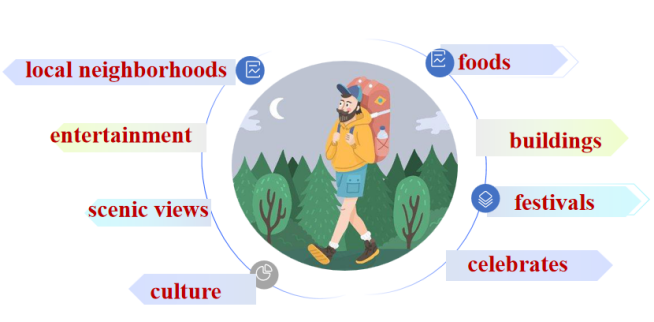 local neighborhoods
entertainment
scenic views
culture
foods
buildings
festivals
celebrates